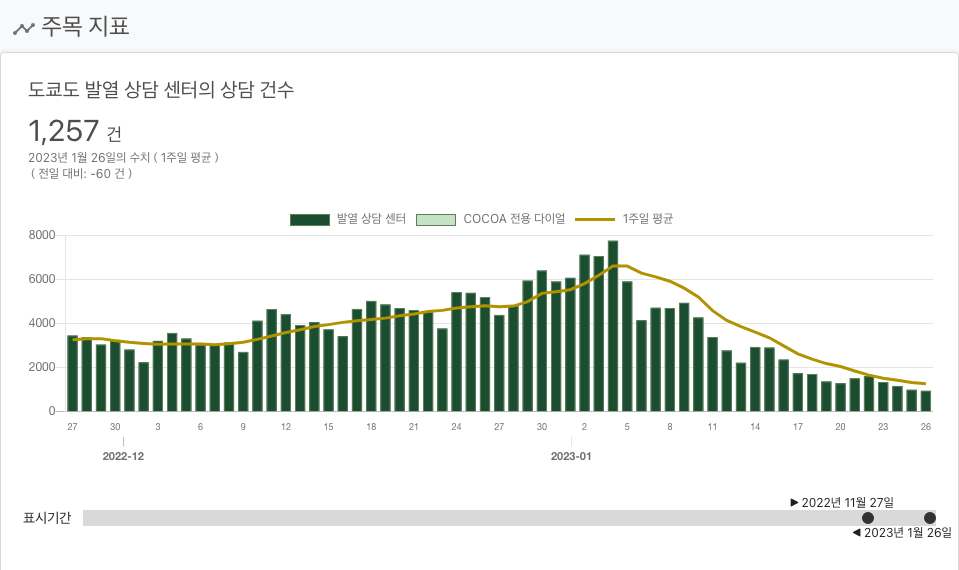 주목 지표
도쿄도 발열 상담 센터의 상담 건수
1,257 건
2023년 1월 26일의 수치 ( 1주일 평균 )
( 전일 대비: -60 건 )
발열 상담 센터 COCOA 전용 다이얼 1주일 평균
8000
6000
4000
2000
0
27 30 3 6 9 12 15 18 21 24 27 30 2 5 8 11 14 17 20 23 26
2022-12 2023-01
▶ 2022년 11월 27일
표시기간
◀ 2023년 1월 26일